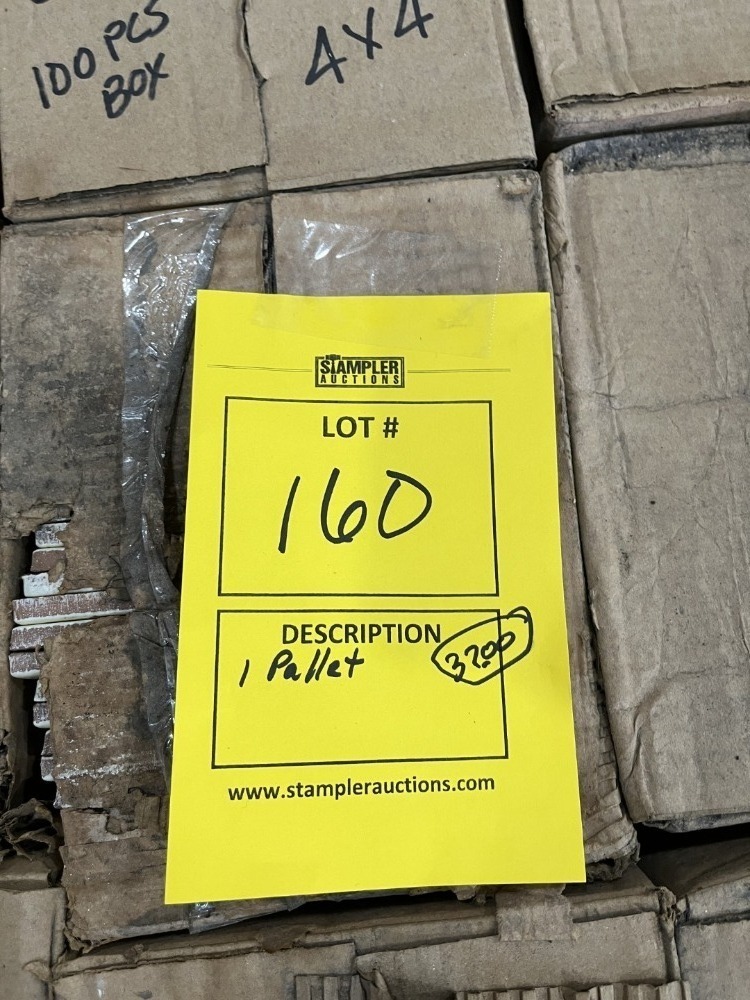 100 PCS
BOX
4x4
STAMPLER
AUCTIONS
LOT #
160
DESCRIPTION
1 Pallet
3200
www.stamplerauctions.com